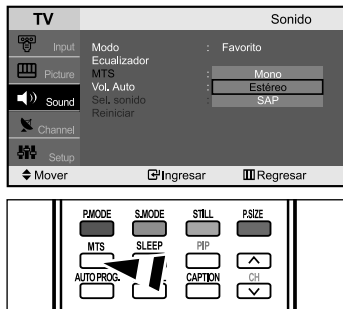 TV Sonido
Input
Picture
Sound
Channel
Setup
Modo : Favorito
Ecualizador
MTS : Mono
Vol. Auto : Estéreo
Sel. sonido : SAP
Reiniciar
Mover Ingresar Regresar
P.MODE S.MODE STILL P.SIZE
MTS SLEEP PIP
AUTO PROG. CAPTION CH